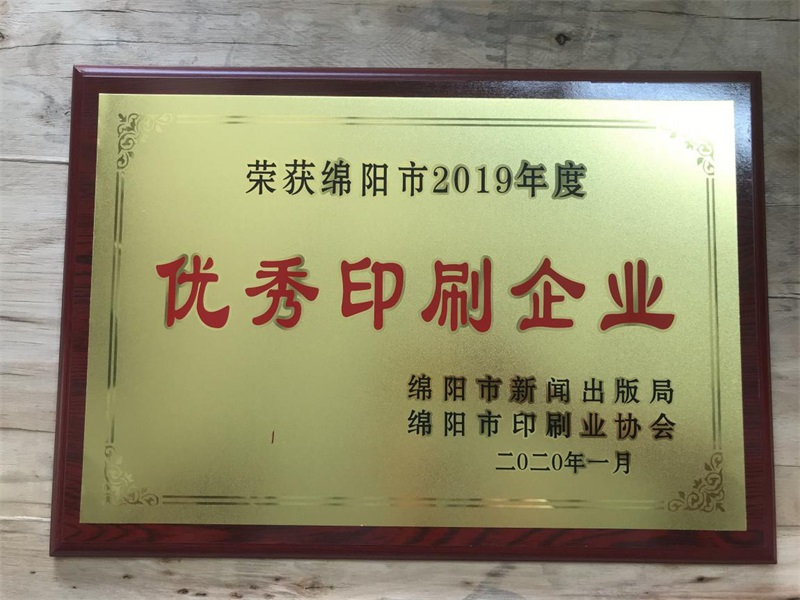 荣获绵阳市2019年度
优秀印刷企业
绵阳市新闻出版局
绵阳市印刷业协会
二〇二〇年一月